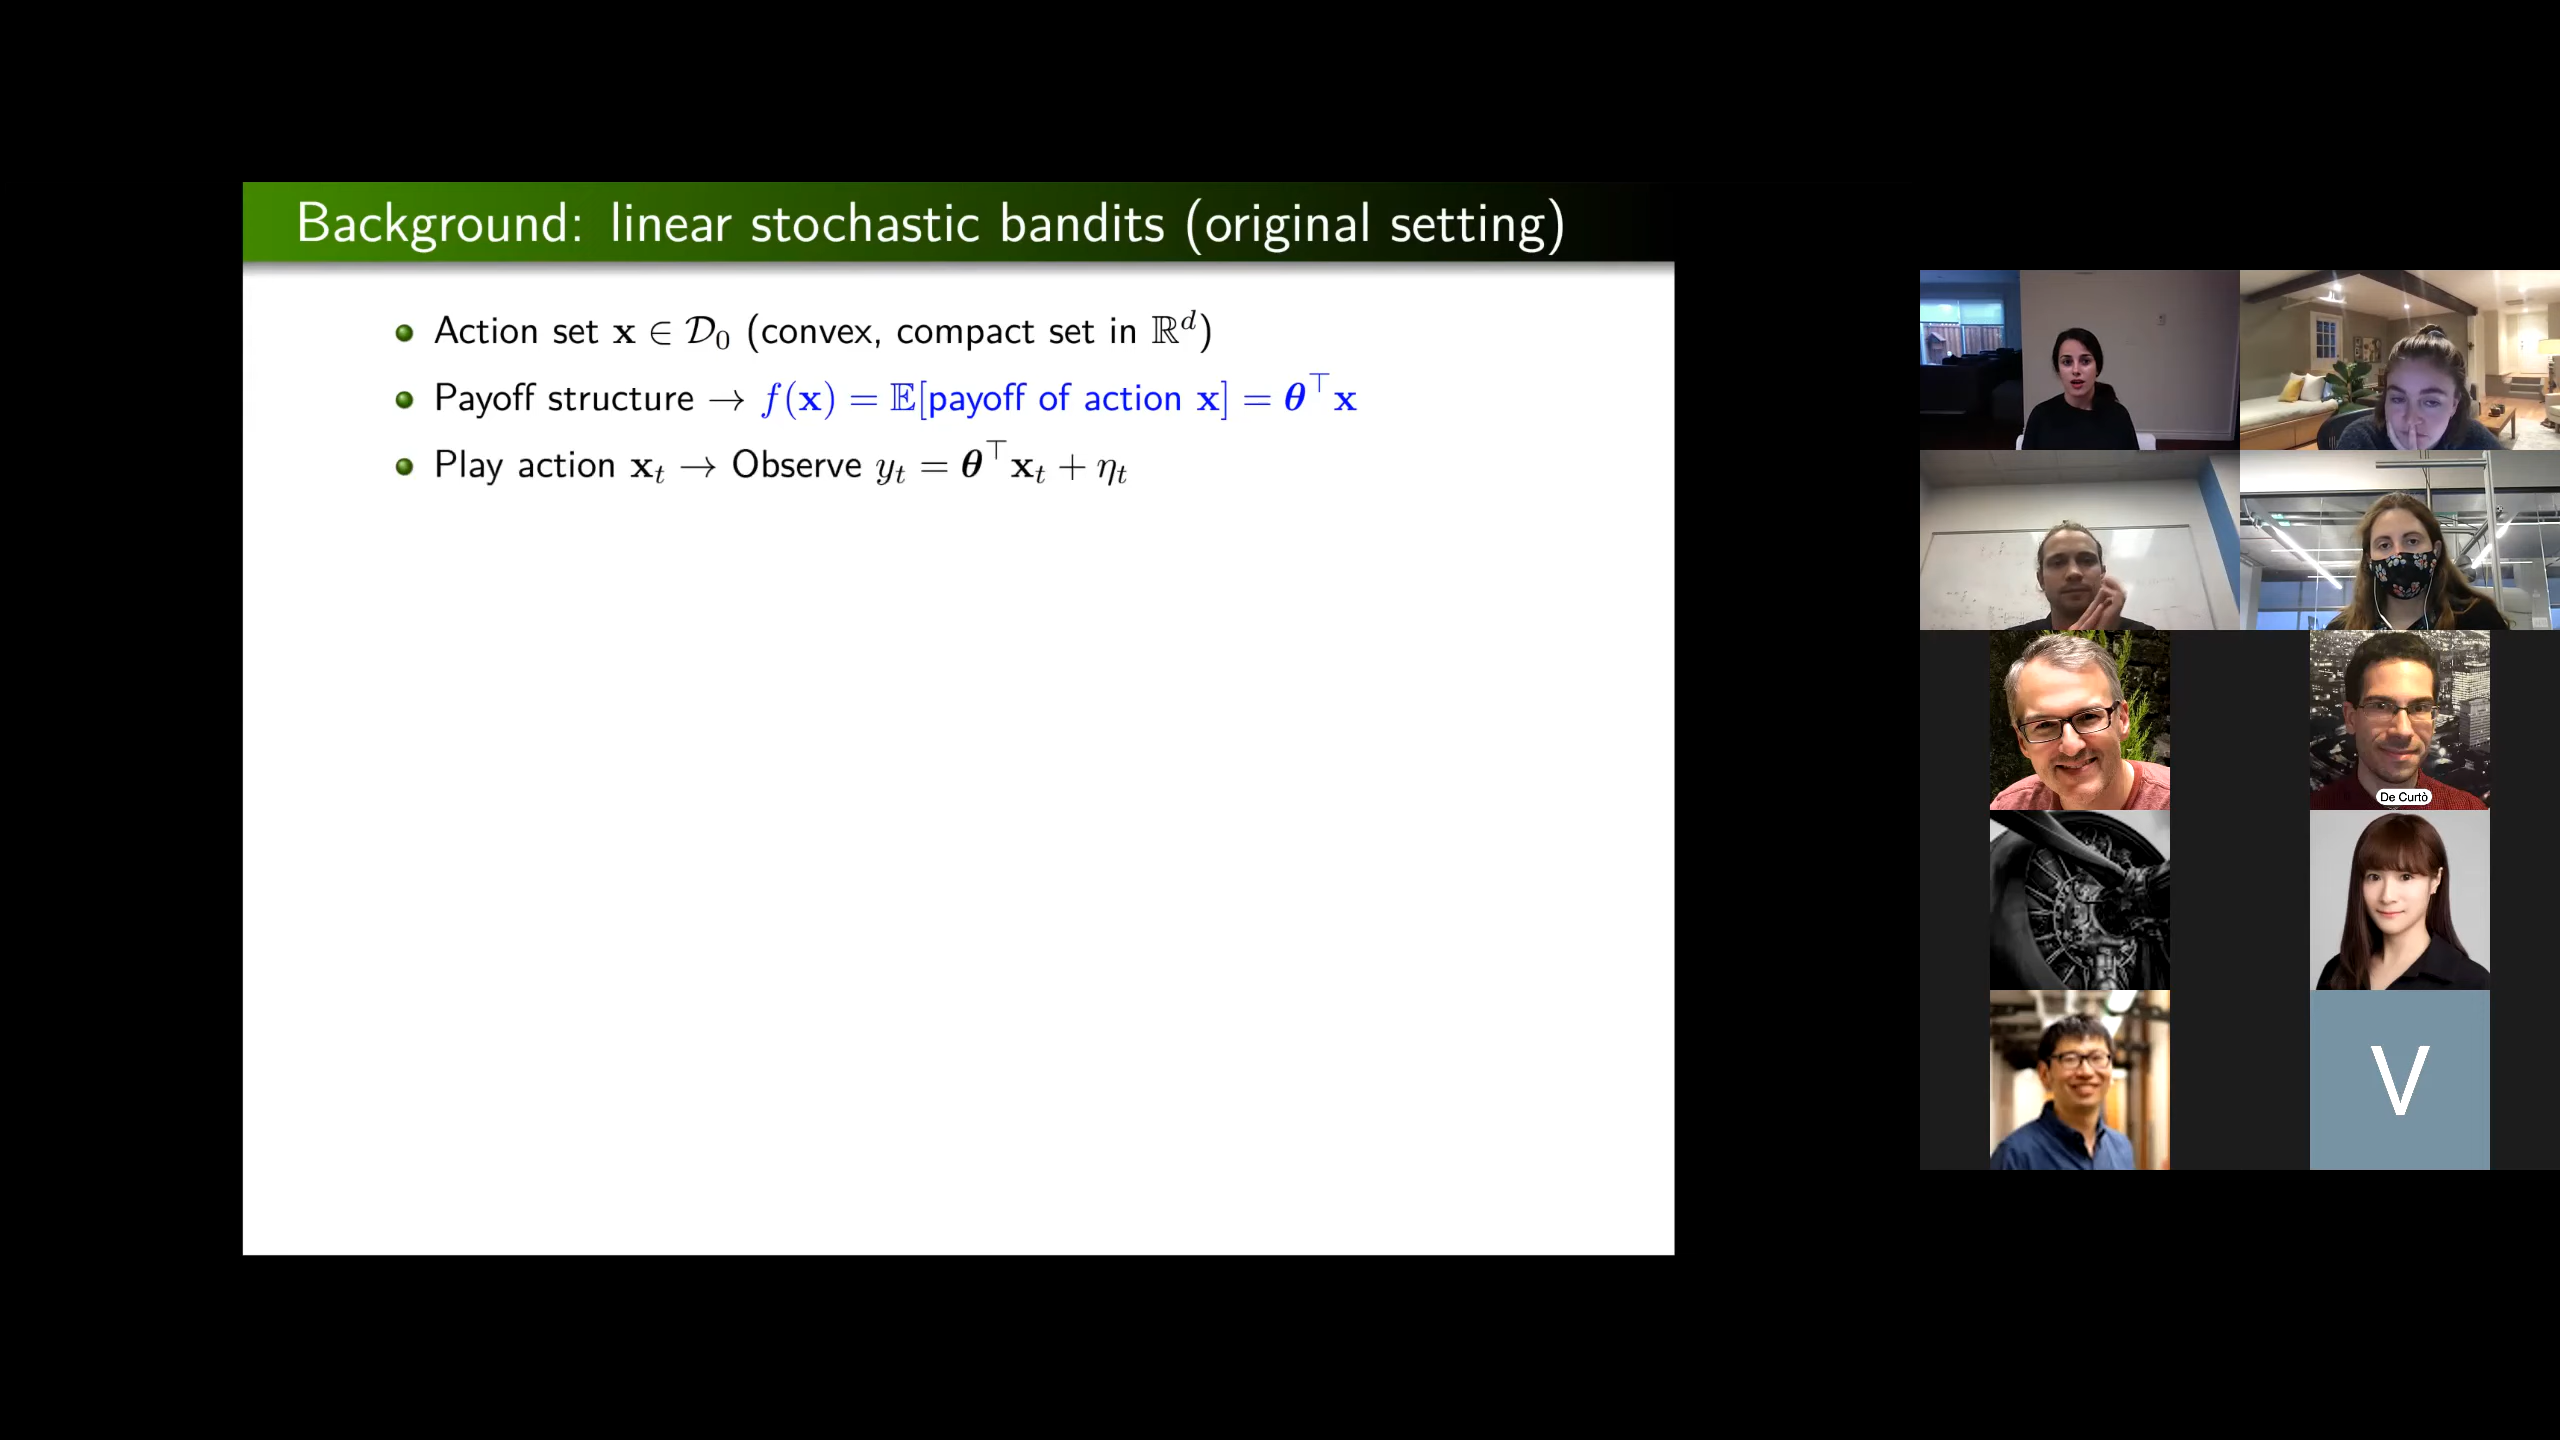 Background: linear stochastic bandits (original setting)
Action set x ∈ 𝒟₀ (convex, compact set in ℝᵈ)
Payoff structure → f(x) = 𝔼[payoff of action x] = θ⊤x
Play action xₜ → Observe yₜ = θ⊤xₜ + ηₜ
De Curtò
V